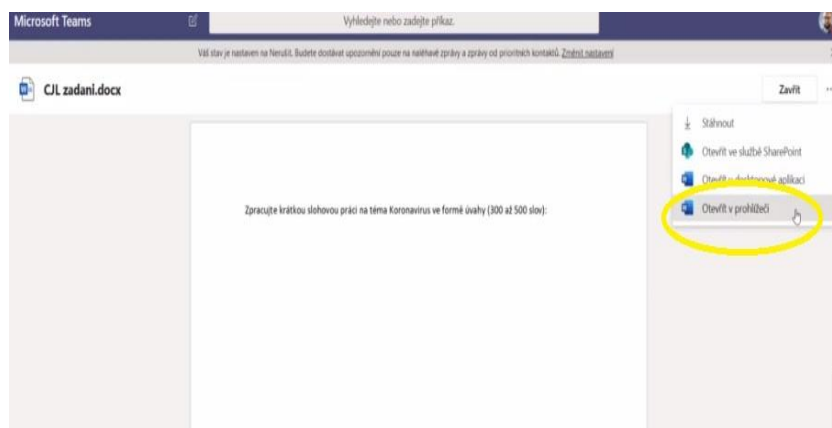 Microsoft Teams
Vyhledejte nebo zadejte příkaz.
Váš stav je nastaven na Nerušit. Budete dostávat upozornění pouze na naléhavé zprávy a zprávy od prioritních kontaktů. Změnit nastavení
CJL zadani.docx
Zavřít
Stáhnout
Otevřít ve službě SharePoint
Otevřít v desktopové aplikaci
Otevřít v prohlížeči
Zpracujte krátkou slohovou práci na téma Koronavirus ve formě úvahy (300 až 500 slov):